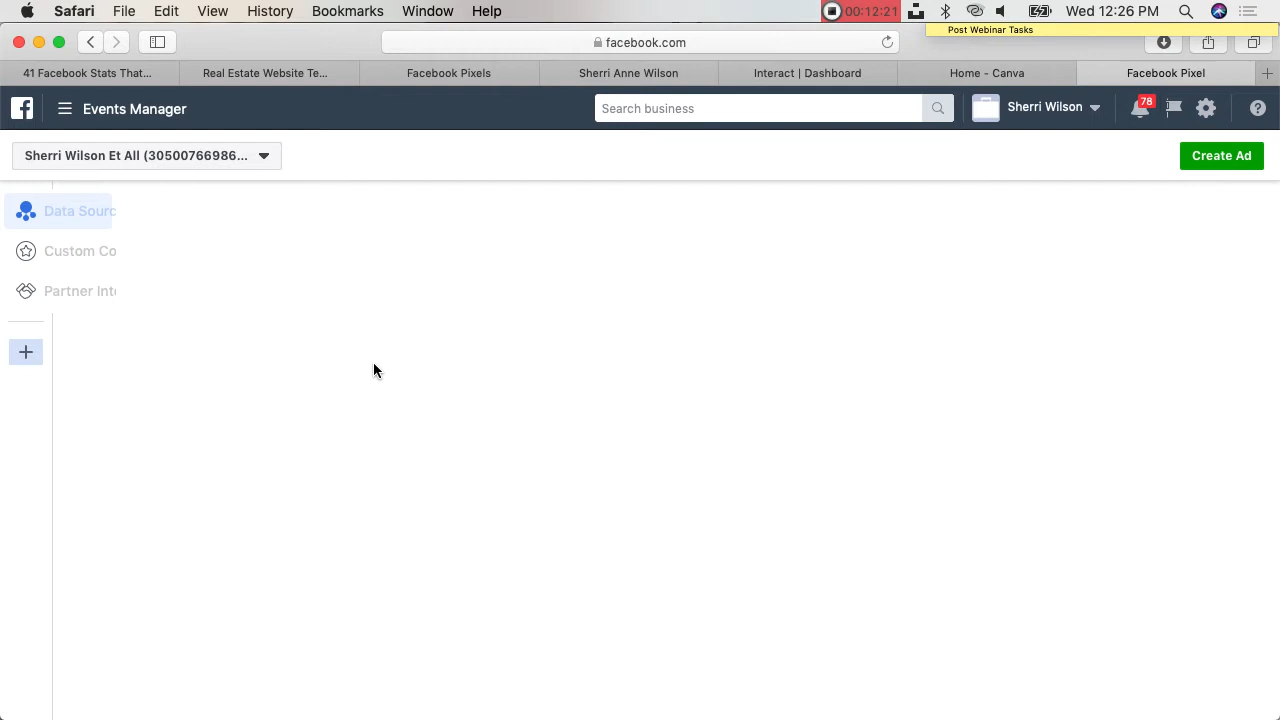 Safari File Edit View History Bookmarks Window Help 00:12:21 Wed 12:26 PM
Post Webinar Tasks
facebook.com
41 Facebook Stats That... Real Estate Website Te... Facebook Pixels Sherri Anne Wilson Interact | Dashboard Home - Canva Facebook Pixel
Events Manager Search business Sherri Wilson 78
Sherri Wilson Et All (30500766986... Create Ad
Data Sourc
Custom Co
Partner Inte